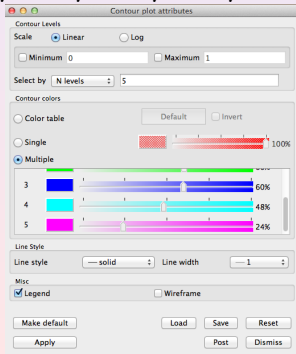 Contour plot attributes
Contour Levels
Scale Linear Log
Minimum 0 Maximum 1
Select by N levels 5
Contour colors
Color table Default Invert
Single 100%
Multiple
3 60%
4 48%
5 24%
Line Style
Line style solid Line width 1
Misc
Legend Wireframe
Make default Load Save Reset
Apply Post Dismiss